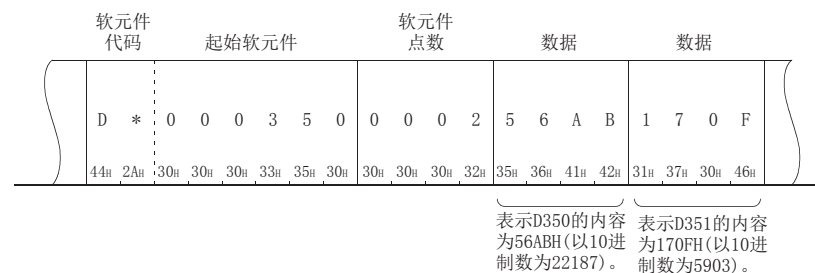 软元件
代码
起始软元件
软元件
点数
数据
数据
D * 0 0 0 3 5 0 0 0 0 2 5 6 A B 1 7 0 F
44H 2AH 30H 30H 30H 33H 35H 30H 30H 30H 30H 32H 35H 36H 41H 42H 31H 37H 30H 46H
表示D350的内容
为56ABH(以10进
制数为22187)。
表示D351的内容
为170FH(以10进
制数为5903)。